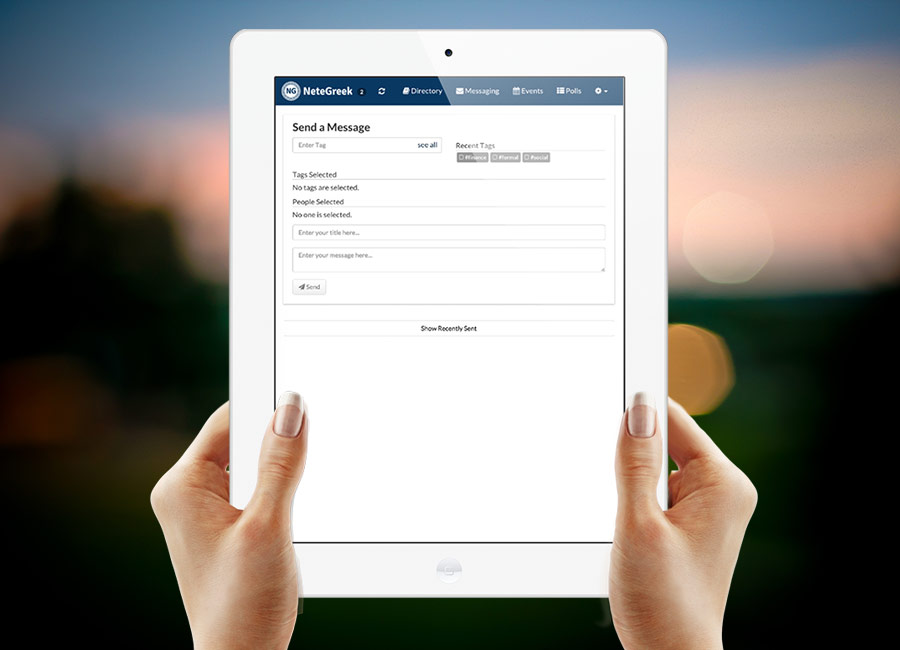 NG NeteGreek 2 Directory Messaging Events Polls
Send a Message
Enter Tag see all
Recent Tags
#finance #formal #social
Tags Selected
No tags are selected.
People Selected
No one is selected.
Enter your title here...
Enter your message here...
Send
Show Recently Sent